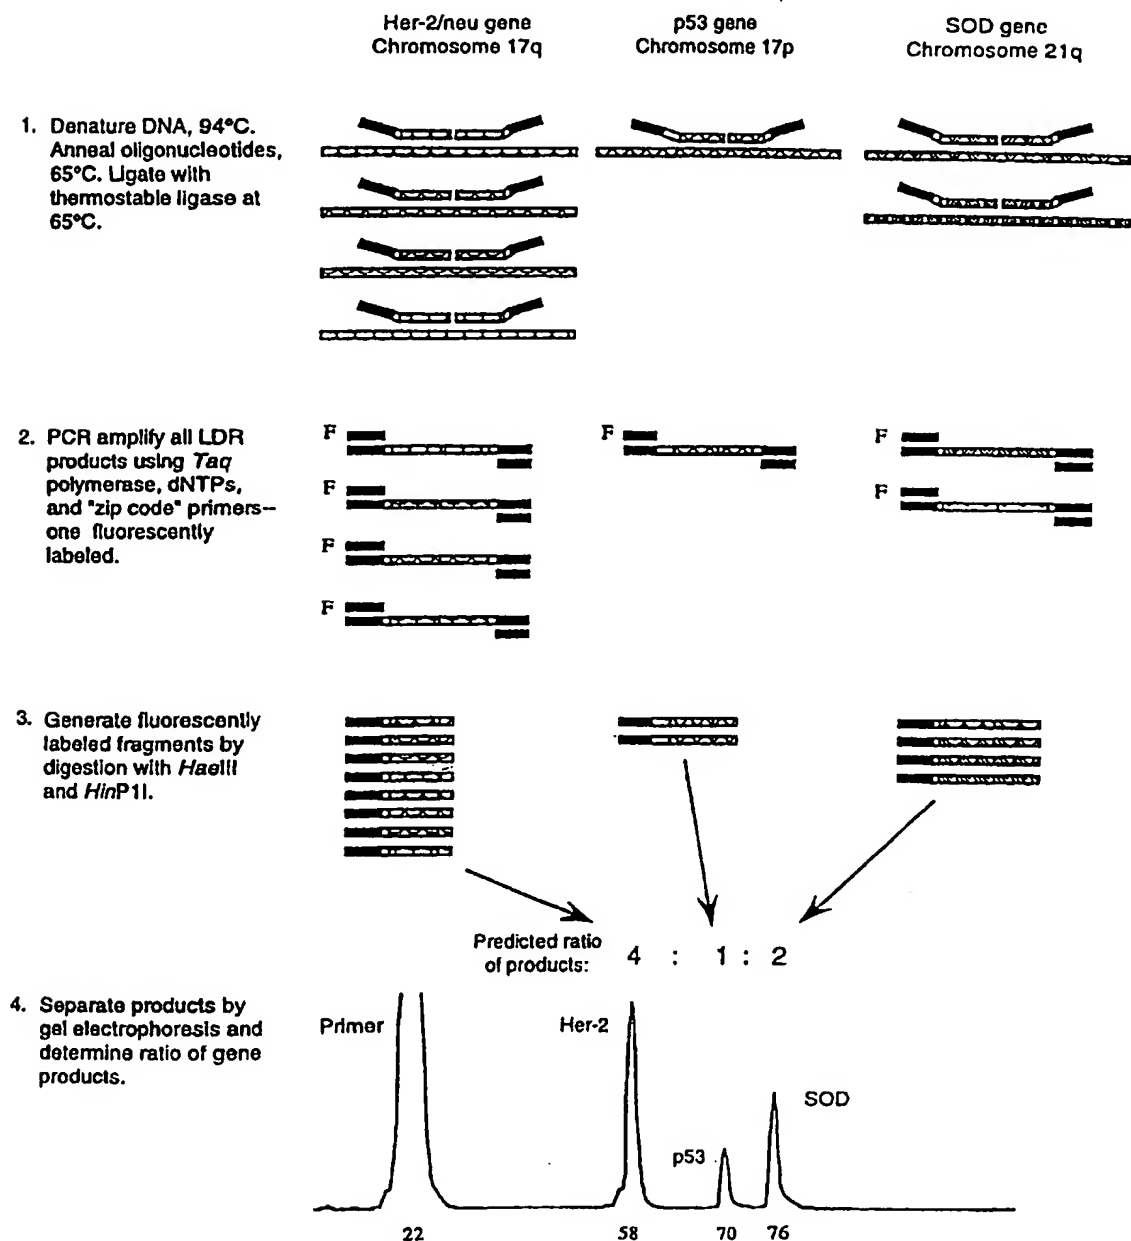 Her-2/neu gene
Chromosome 17q
p53 gene
Chromosome 17p
SOD gene
Chromosome 21q
1. Denature DNA, 94°C.
Anneal oligonucleotides,
65°C. Ligate with
thermostable ligase at
65°C.
2. PCR amplify all LDR
products using Taq
polymerase, dNTPs,
and "zip code" primers--
one fluorescently
labeled.
F
F
F
F
F
F
F
3. Generate fluorescently
labeled fragments by
digestion with HaeIII
and HinP1I.
Predicted ratio
of products:
4 : 1 : 2
4. Separate products by
gel electrophoresis and
determine ratio of gene
products.
Primer
Her-2
p53
SOD
22
58
70
76